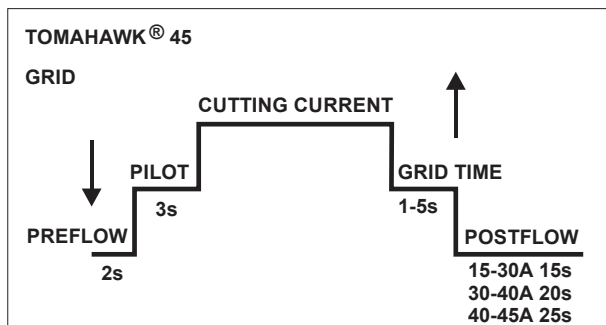 TOMAHAWK® 45
GRID
CUTTING CURRENT
PILOT
GRID TIME
3s
1-5s
PREFLOW
POSTFLOW
2s
15-30A 15s
30-40A 20s
40-45A 25s